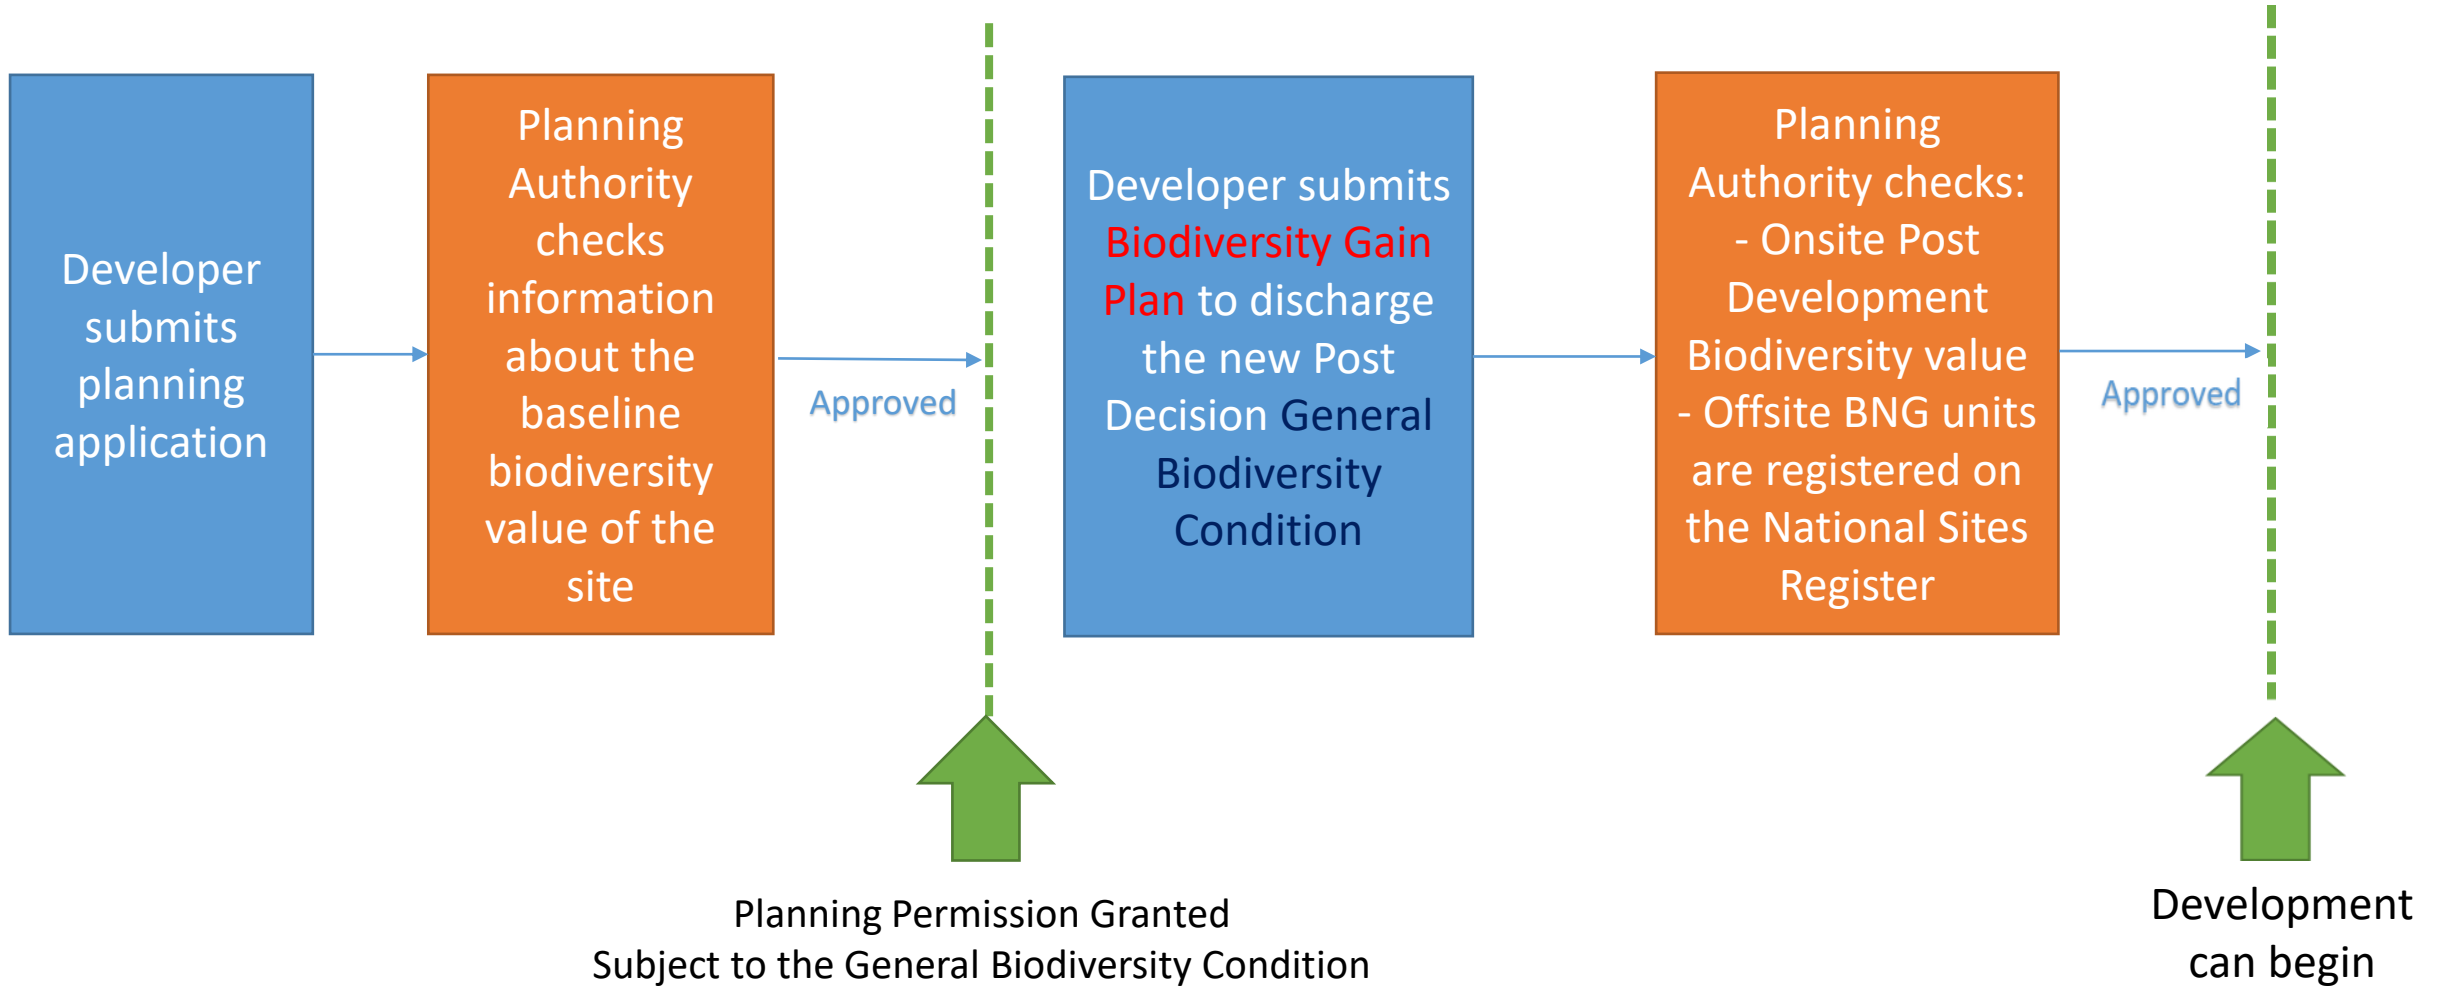 Developer
submits
planning
application
Planning
Authority
checks
information
about the
baseline
biodiversity
value of the
site
Approved
Developer submits
Biodiversity Gain
Plan to discharge
the new Post
Decision General
Biodiversity
Condition
Planning
Authority checks:
- Onsite Post
Development
Biodiversity value
- Offsite BNG units
are registered on
the National Sites
Register
Approved
Planning Permission Granted
Subject to the General Biodiversity Condition
Development
can begin